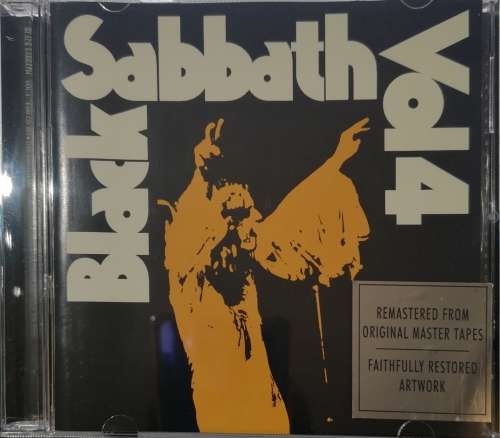 Black
Sabbath
Vol 4
REMASTERED FROM
ORIGINAL MASTER TAPES
FAITHFULLY RESTORED
ARTWORK